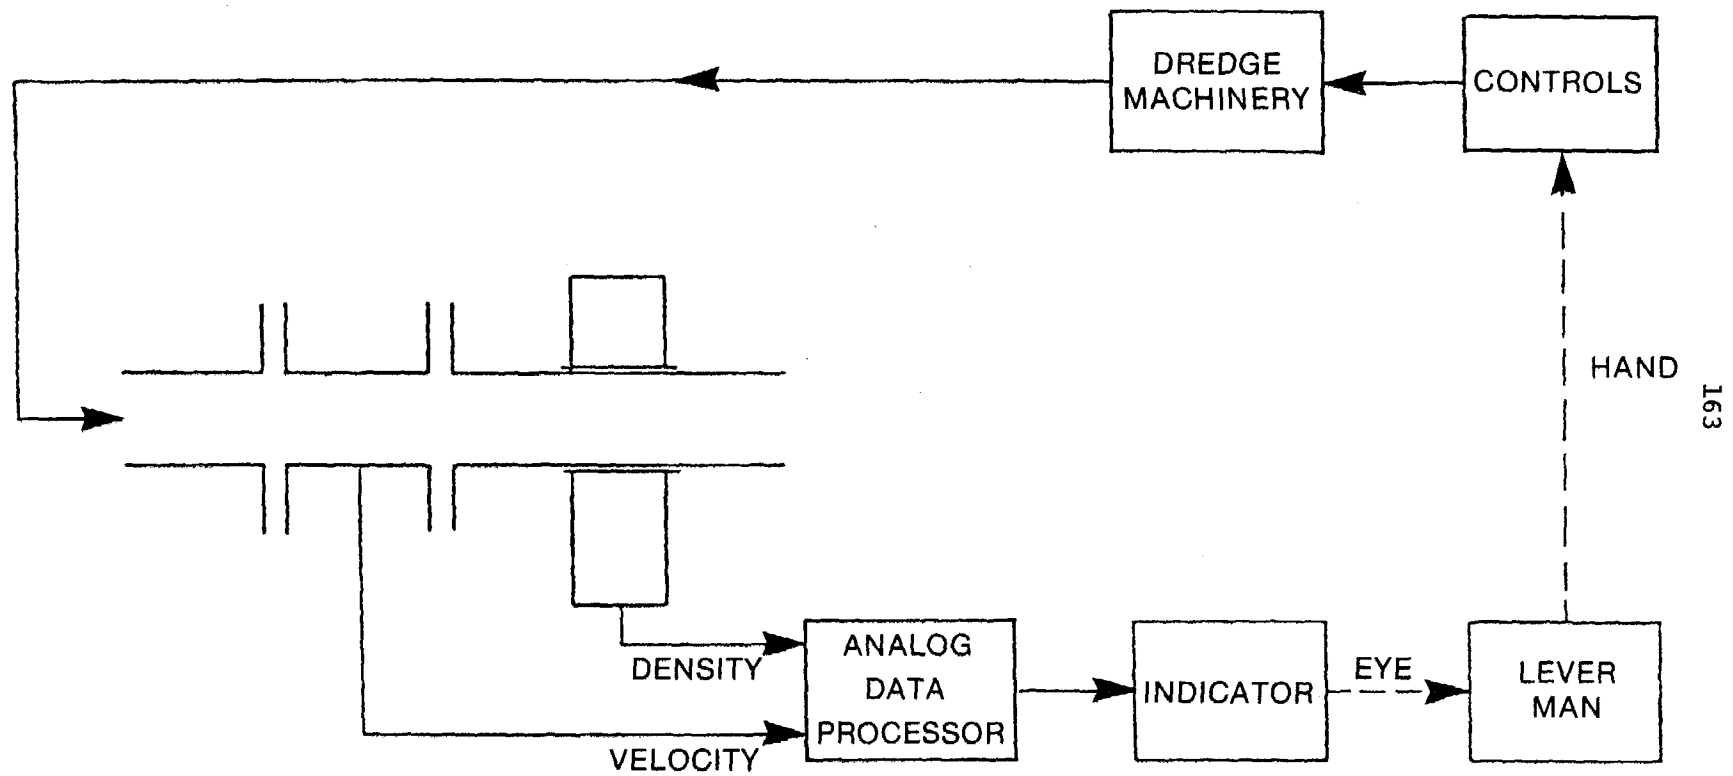 DREDGE
MACHINERY
CONTROLS
HAND
163
DENSITY
VELOCITY
ANALOG
DATA
PROCESSOR
INDICATOR
EYE
LEVER
MAN